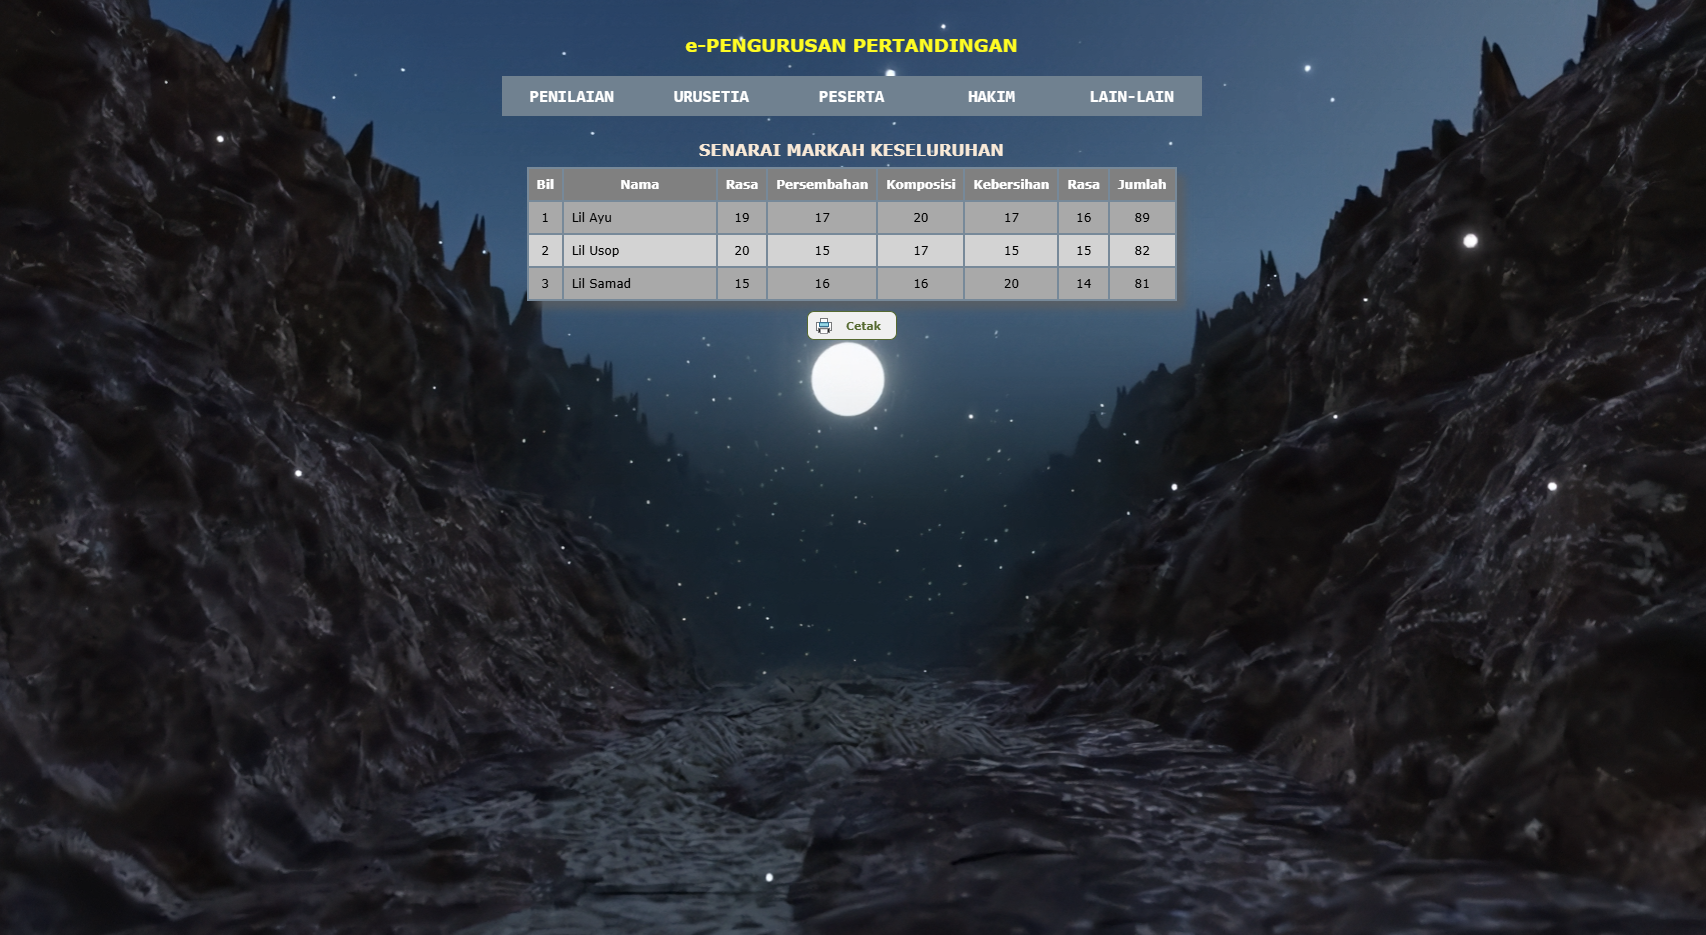 e-PENGURUSAN PERTANDINGAN
PENILAIAN URUSETIA PESERTA HAKIM LAIN-LAIN
SENARAI MARKAH KESELURUHAN
Bil Nama Rasa Persembahan Komposisi Kebersihan Rasa Jumlah
1 Lil Ayu 19 17 20 17 16 89
2 Lil Usop 20 15 17 15 15 82
3 Lil Samad 15 16 16 20 14 81
Cetak